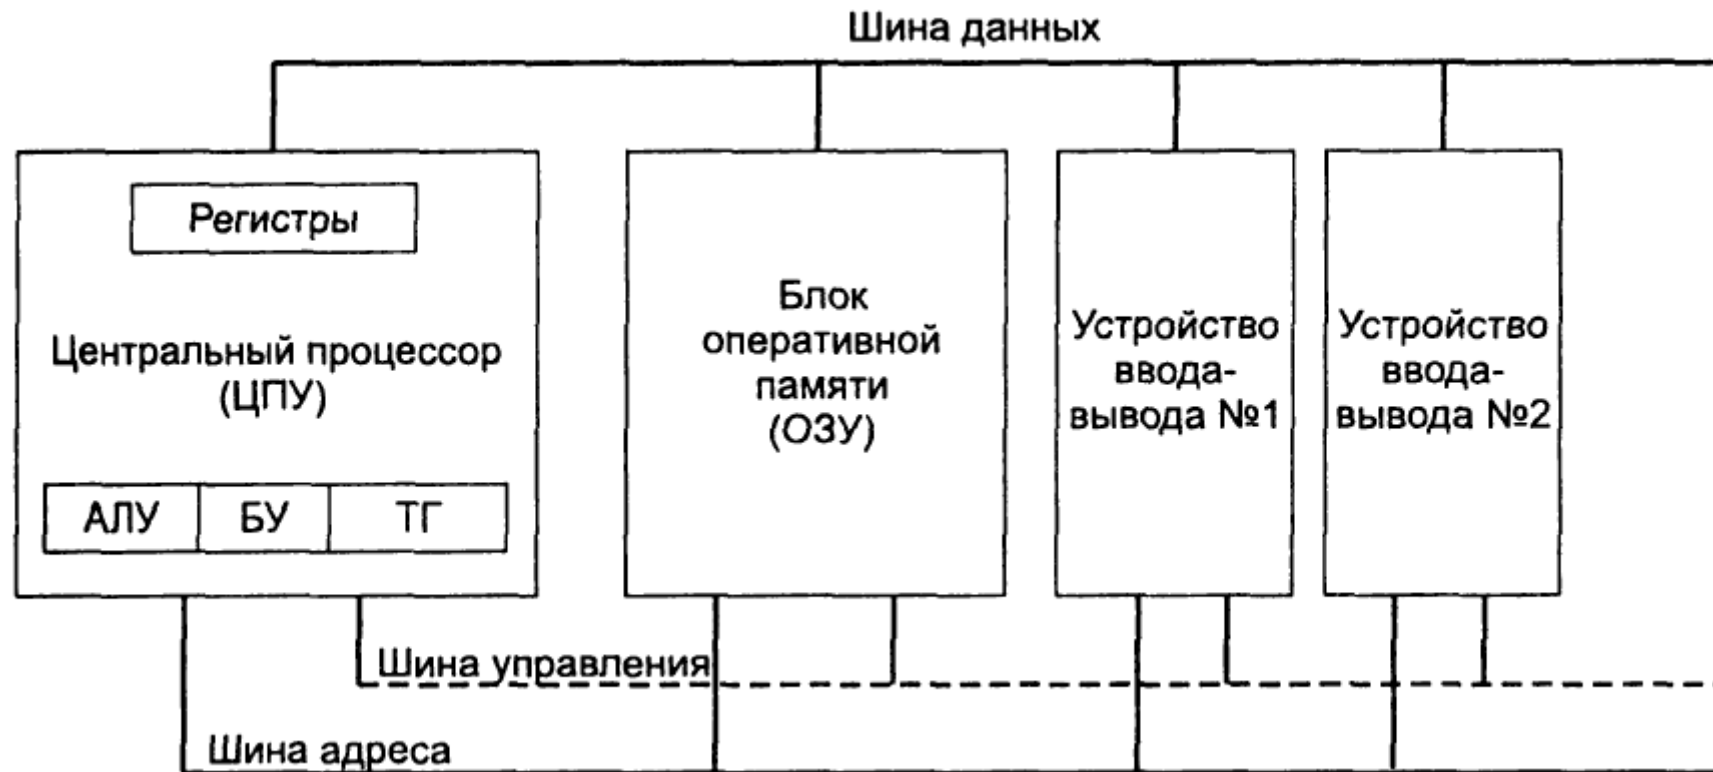 Шина данных
Регистры
Центральный процессор
(ЦПУ)
АЛУ
БУ
ТГ
Блок
оперативной
памяти
(ОЗУ)
Устройство
ввода-
вывода №1
Устройство
ввода-
вывода №2
Шина управления
Шина адреса